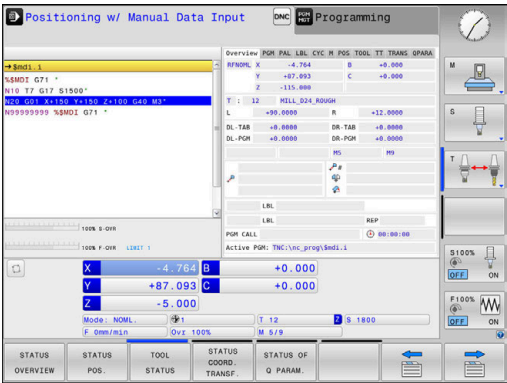 Positioning w/ Manual Data Input
DNC
PGM MGT
Programming
→$mdi.i
%$MDI G71 *
N10 T7 G17 S1500*
N20 G01 X+150 Y+150 Z+100 G40 M3*
N99999999 %$MDI G71 *
100% S-OVR
100% F-OVR LIMIT 1
Overview PGM PAL LBL CYC M POS TOOL TT TRANS QPARA
RFNOML X -4.764 B +0.000
Y +87.093 C +0.000
Z -115.000
T : 12 MILL_D24_ROUGH
L +90.0000 R +12.0000
DL-TAB +0.0000 DR-TAB +0.0000
DL-PGM +0.0000 DR-PGM +0.0000
M5 M9
LBL
LBL REP
PGM CALL 00:00:00
Active PGM: TNC:\nc_prog\$mdi.i
X -4.764 B +0.000
Y +87.093 C +0.000
Z -5.000
Mode: NOML. 1 T 12 Z S 1800
F 0mm/min Ovr 100% M 5/9
M
S
T
S100%
OFF ON
F100%
OFF ON
STATUS OVERVIEW
STATUS POS.
TOOL STATUS
STATUS COORD. TRANSF.
STATUS OF Q PARAM.